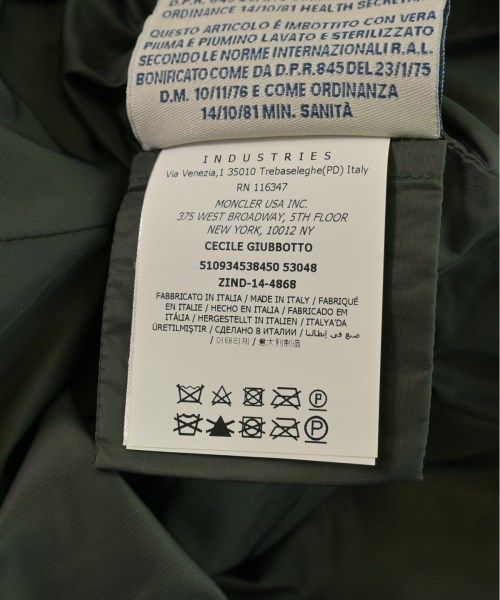 ORDINANCE 14/10/81 HEALTH
QUESTO ARTICOLO È IMBOTTITO CON VERA
PIUMA E PIUMINO LAVATO E STERILIZZATO
SECONDO LE NORME INTERNAZIONALI R.A.L.
BONIFICATO COME DA D.P.R. 845 DEL 23/1/75
D.M. 10/11/76 E COME ORDINANZA
14/10/81 MIN. SANITÀ
INDUSTRIES
Via Venezia,1 35010 Trebaseleghe(PD) Italy
RN 116347
MONCLER USA INC.
375 WEST BROADWAY, 5TH FLOOR
NEW YORK, 10012 NY
CECILE GIUBBOTTO
510934538450 53048
ZIND-14-4868
FABBRICATO IN ITALIA / MADE IN ITALY / FABRIQUÉ
EN ITALIE / HECHO EN ITALIA / FABRICADO EM
ITÁLIA / HERGESTELLT IN ITALIEN / ITALYA'DA
ÜRETILMIŞTIR / СДЕЛАНО В ИТАЛИИ / صنع في إيطاليا
/ 이태리제 / 意大利制造
P
P